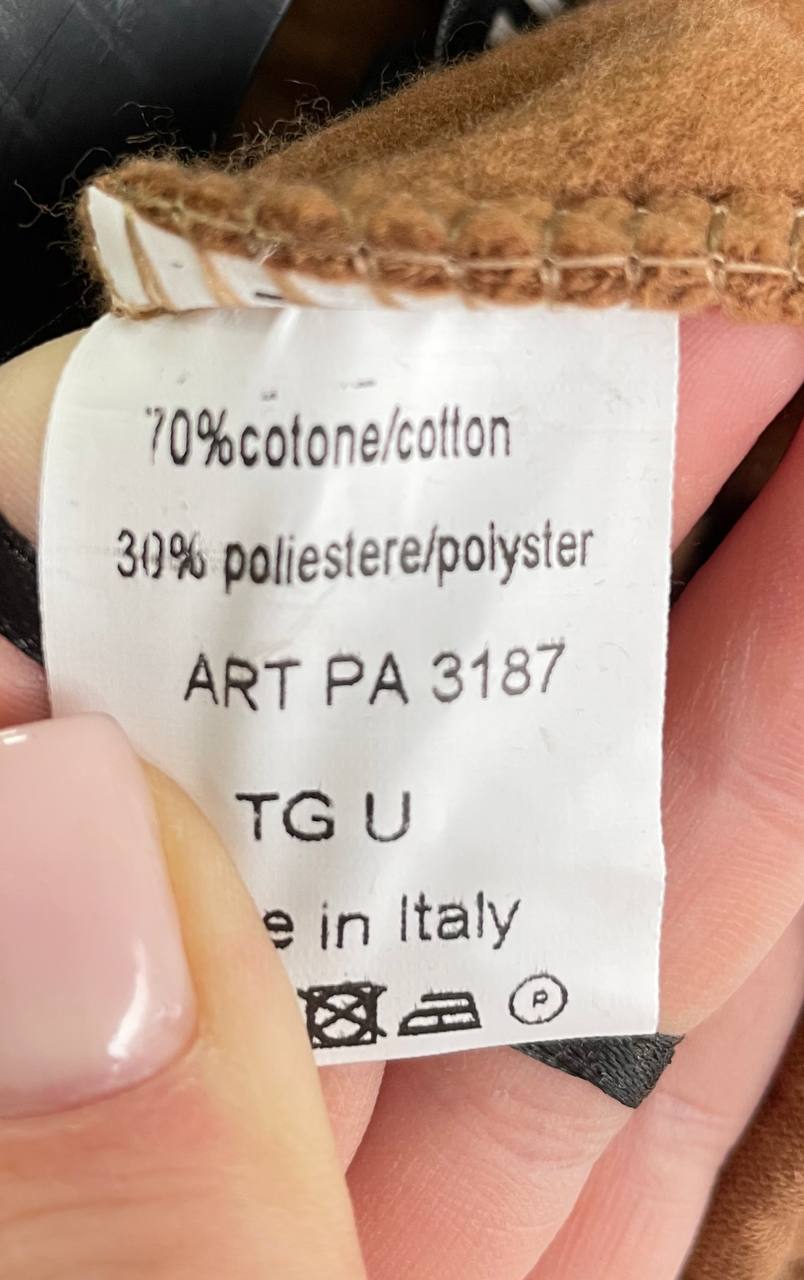 70%cotone/cotton
30% poliestere/polyster
ART PA 3187
TG U
e in Italy
P